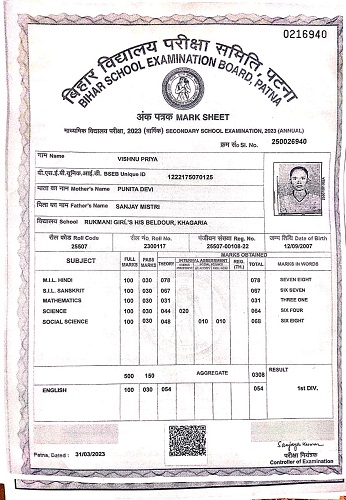 0216940
बिहार विद्यालय परीक्षा समिति, पटना
BIHAR SCHOOL EXAMINATION BOARD, PATNA
अंक पत्रक MARK SHEET
माध्यमिक विद्यालय परीक्षा, 2023 (वार्षिक) SECONDARY SCHOOL EXAMINATION, 2023 (ANNUAL)
क्रम सं० Sl. No. 250026940
नाम Name VISHNU PRIYA
बी.एस.ई.बी.यूनिक.आई.डी. BSEB Unique ID 1222175070125
माता का नाम Mother's Name PUNITA DEVI
पिता का नाम Father's Name SANJAY MISTRI
विद्यालय School RUKMANI GIRL'S H/S BELDOUR, KHAGARIA
रौल कोड Roll Code रौल नं. Roll No. पंजीयन संख्या Reg. No. जन्म तिथि Date of Birth
25507 2300117 25507-00108-22 12/09/2007
SUBJECT FULL MARKS PASS MARKS MARKS OBTAINED
THEORY INTERNAL ASSESSMENT REG. (TH.) TOTAL MARKS IN WORDS
M.I.L. HINDI 100 030 078 078 SEVEN EIGHT
S.I.L. SANSKRIT 100 030 067 067 SIX SEVEN
MATHEMATICS 100 030 031 031 THREE ONE
SCIENCE 100 030 044 020 064 SIX FOUR
SOCIAL SCIENCE 100 030 048 010 010 068 SIX EIGHT
500 150 AGGREGATE 0308 RESULT
ENGLISH 100 030 054 054 1st DIV.
Patna, Dated : 31/03/2023
परीक्षा नियंत्रक
Controller of Examination